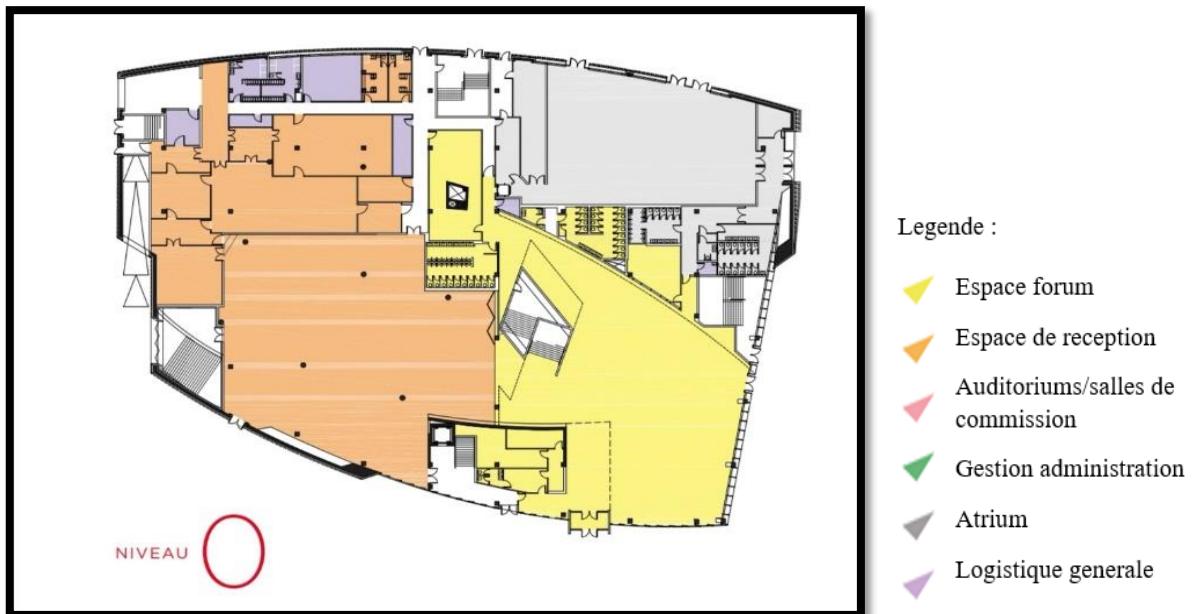 NIVEAU 0
Legende :
Espace forum
Espace de reception
Auditoriums/salles de
commission
Gestion administration
Atrium
Logistique generale